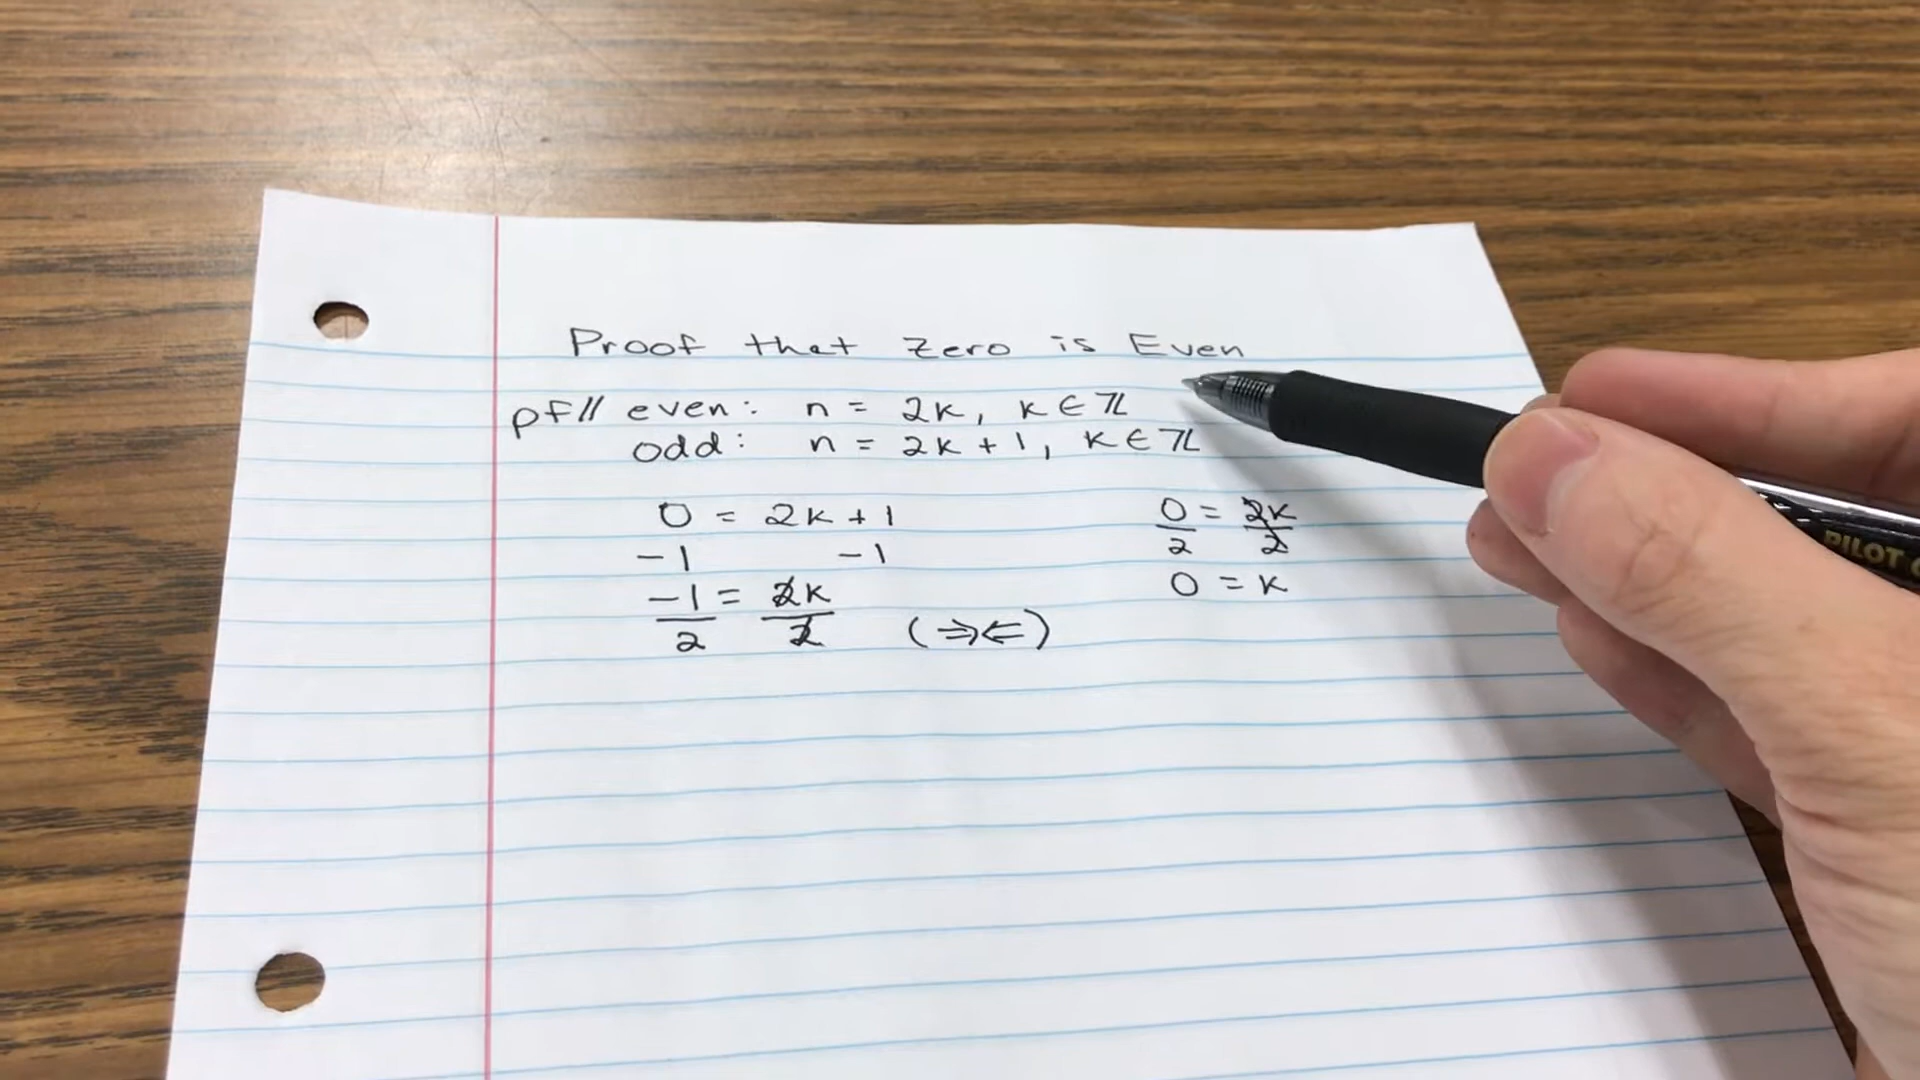 Proof that Zero is Even
pf// even: n = 2k, k ∈ ℤ
odd: n = 2k + 1, k ∈ ℤ
0 = 2k + 1
-1 -1
-1 = 2k
2 2 (⇒⇐)
0 = 2k
2 2
0 = k
PILOT G